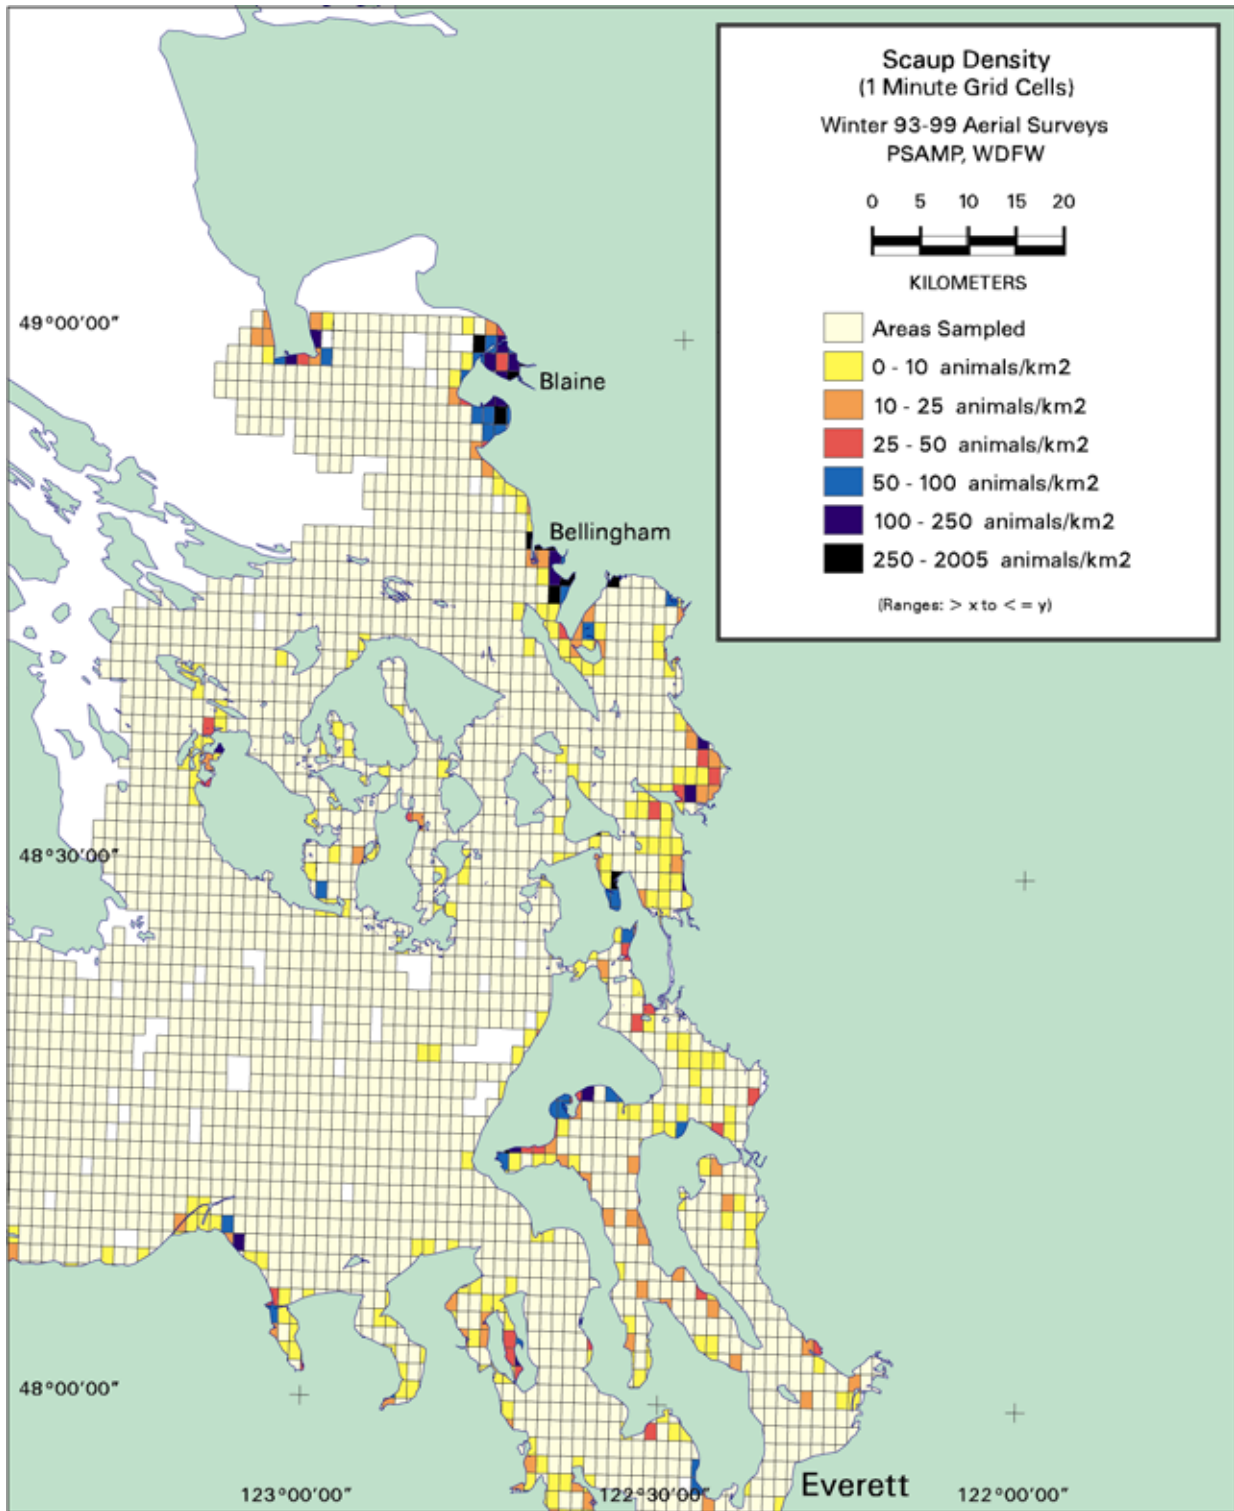 Scaup Density
(1 Minute Grid Cells)
Winter 93-99 Aerial Surveys
PSAMP, WDFW
0 5 10 15 20
KILOMETERS
Areas Sampled
0 - 10 animals/km2
10 - 25 animals/km2
25 - 50 animals/km2
50 - 100 animals/km2
100 - 250 animals/km2
250 - 2005 animals/km2
(Ranges: > x to < = y)
49°00'00"
Blaine
Bellingham
48°30'00"
48°00'00"
Everett
123°00'00"
122°30'00"
122°00'00"